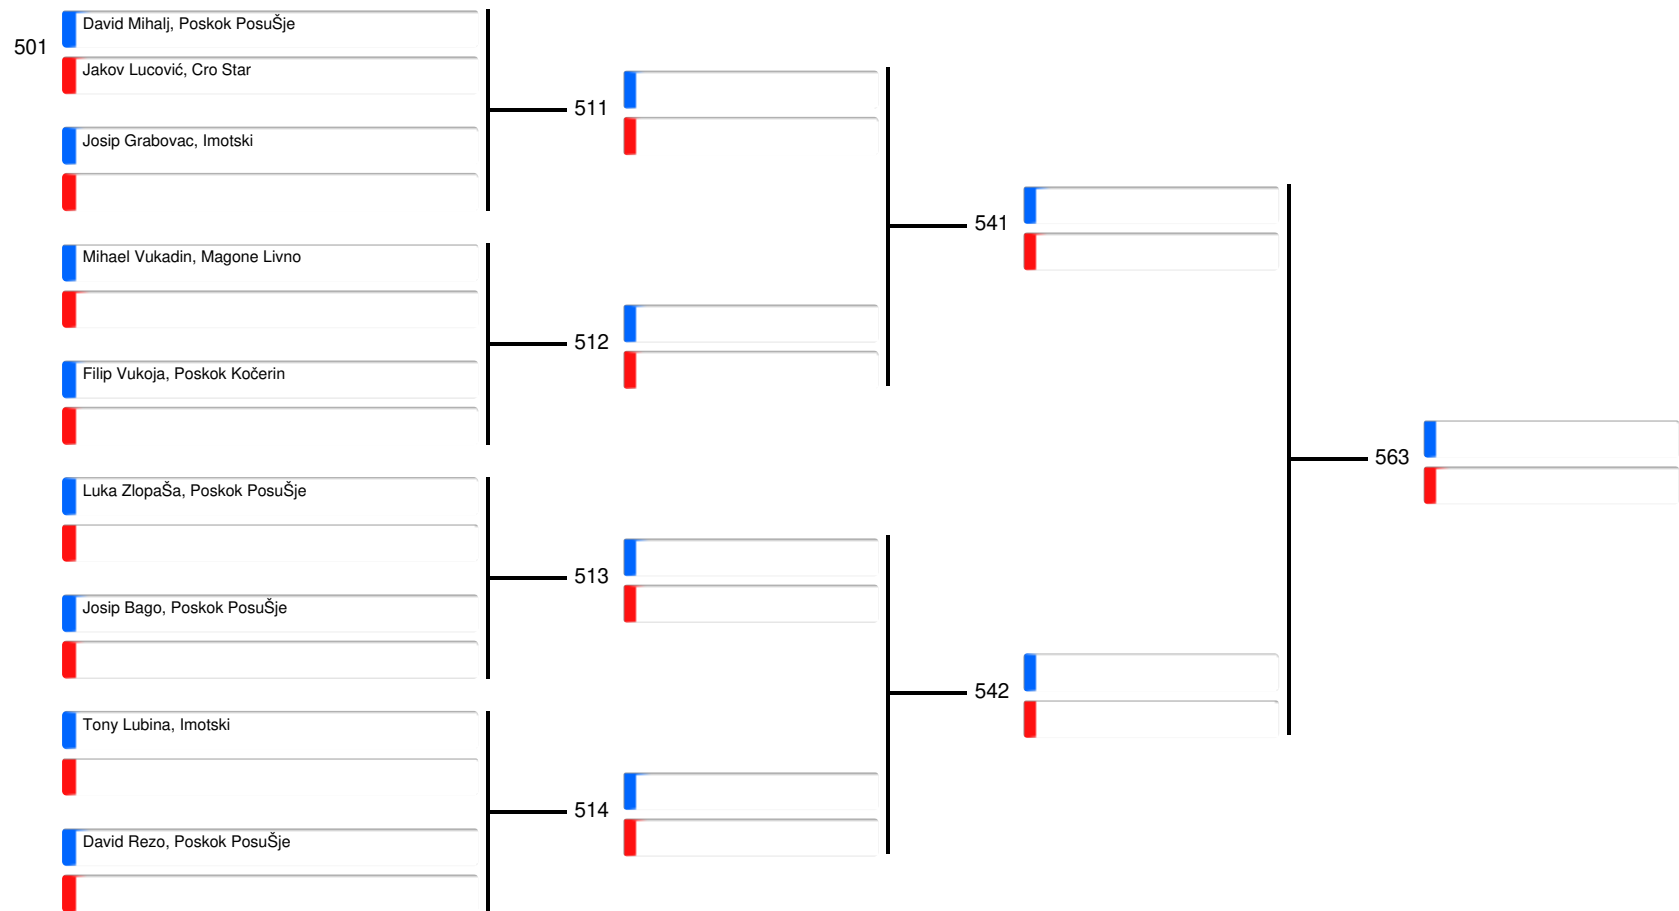 David Mihalj, Poskok PosuŠje
501
Jakov Lucović, Cro Star
511
Josip Grabovac, Imotski
541
Mihael Vukadin, Magone Livno
512
Filip Vukoja, Poskok Kočerin
563
Luka ZlopaŠa, Poskok PosuŠje
513
Josip Bago, Poskok PosuŠje
542
Tony Lubina, Imotski
514
David Rezo, Poskok PosuŠje